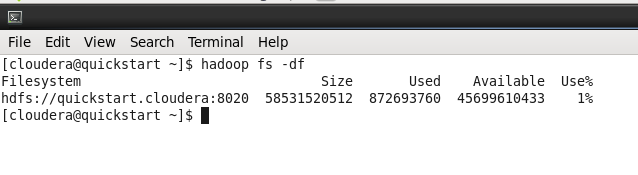 File Edit View Search Terminal Help
[cloudera@quickstart ~]$ hadoop fs -df
Filesystem Size Used Available Use%
hdfs://quickstart.cloudera:8020 58531520512 872693760 45699610433 1%
[cloudera@quickstart ~]$